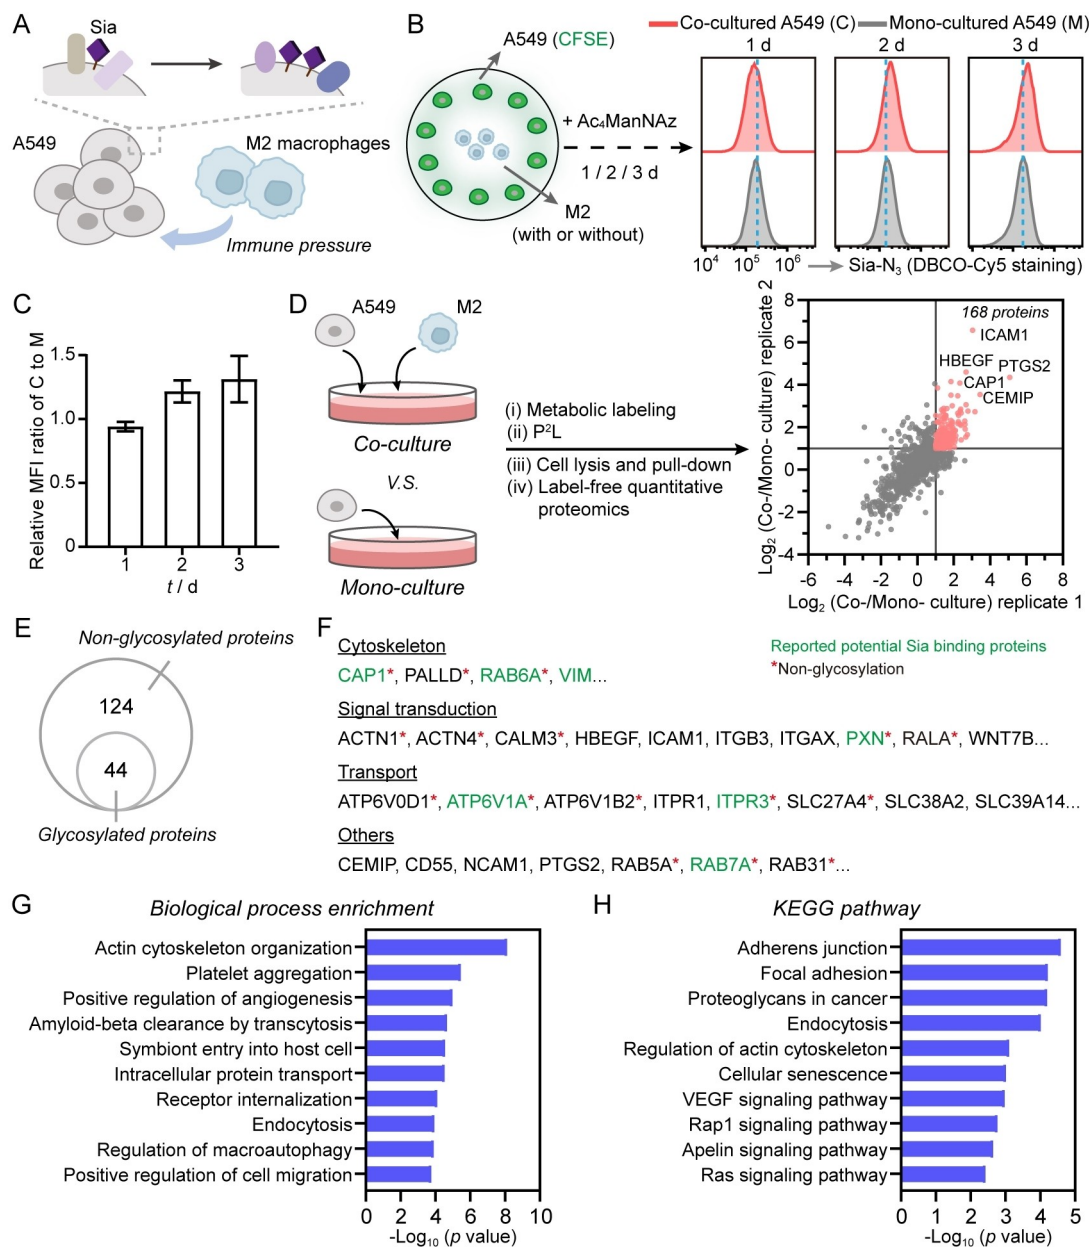 A
Sia
A549
M2 macrophages
Immune pressure
B
A549 (CFSE)
+ Ac₄ManNAz
1 / 2 / 3 d
M2
(with or without)
Co-cultured A549 (C)
Mono-cultured A549 (M)
1 d
2 d
3 d
10⁴
10⁵
10⁶
Sia-N₃ (DBCO-Cy5 staining)
C
Relative MFI ratio of C to M
1.5
1.0
0.5
0
1
2
3
t / d
D
A549
M2
Co-culture
V.S.
Mono-culture
(i) Metabolic labeling
(ii) P²L
(iii) Cell lysis and pull-down
(iv) Label-free quantitative
proteomics
Log₂ (Co-/Mono- culture) replicate 2
8
6
4
2
0
-2
-4
168 proteins
ICAM1
HBEGF
PTGS2
CAP1
CEMIP
-6
-4
-2
0
2
4
6
8
Log₂ (Co-/Mono- culture) replicate 1
E
Non-glycosylated proteins
124
44
Glycosylated proteins
F
Reported potential Sia binding proteins
*Non-glycosylation
Cytoskeleton
CAP1*, PALLD*, RAB6A*, VIM...
Signal transduction
ACTN1*, ACTN4*, CALM3*, HBEGF, ICAM1, ITGB3, ITGAX, PXN*, RALA*, WNT7B...
Transport
ATP6V0D1*, ATP6V1A*, ATP6V1B2*, ITPR1, ITPR3*, SLC27A4*, SLC38A2, SLC39A14...
Others
CEMIP, CD55, NCAM1, PTGS2, RAB5A*, RAB7A*, RAB31*...
G
Biological process enrichment
Actin cytoskeleton organization
Platelet aggregation
Positive regulation of angiogenesis
Amyloid-beta clearance by transcytosis
Symbiont entry into host cell
Intracellular protein transport
Receptor internalization
Endocytosis
Regulation of macroautophagy
Positive regulation of cell migration
0
2
4
6
8
10
-Log₁₀ (p value)
H
KEGG pathway
Adherens junction
Focal adhesion
Proteoglycans in cancer
Endocytosis
Regulation of actin cytoskeleton
Cellular senescence
VEGF signaling pathway
Rap1 signaling pathway
Apelin signaling pathway
Ras signaling pathway
0
1
2
3
4
5
-Log₁₀ (p value)